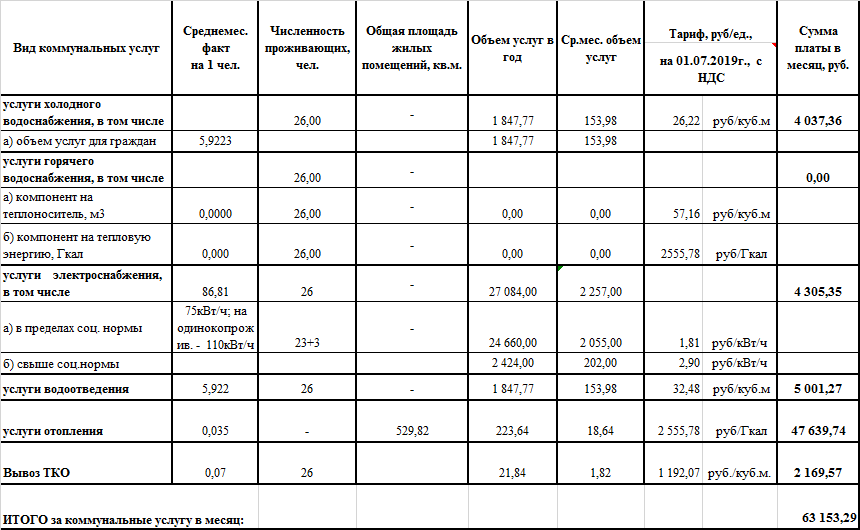 Вид коммунальных услуг
Среднемес.
факт
на 1 чел.
Численность
проживающих,
чел.
Общая площадь
жилых
помещений, кв.м.
Объем услуг в
год
Ср.мес. объем
услуг
Тариф, руб/ед.,
на 01.07.2019г., с
НДС
Сумма
платы в
месяц, руб.
услуги холодного
водоснабжения, в том числе
26,00
-
1 847,77
153,98
26,22 руб/куб.м
4 037,36
а) объем услуг для граждан
5,9223
1 847,77
153,98
услуги горячего
водоснабжения, в том числе
26,00
-
0,00
а) компонент на
теплоноситель, м3
0,0000
26,00
-
0,00
0,00
57,16 руб/куб.м
б) компонент на тепловую
энергию, Гкал
0,000
26,00
-
0,00
0,00
2555,78 руб/Гкал
услуги электроснабжения,
в том числе
86,81
26
-
27 084,00
2 257,00
4 305,35
а) в пределах соц. нормы
75кВт/ч; на
одинокопрож
ив. - 110кВт/ч
23+3
-
24 660,00
2 055,00
1,81 руб/кВт/ч
б) свыше соц.нормы
2 424,00
202,00
2,90 руб/кВт/ч
услуги водоотведения
5,922
26
-
1 847,77
153,98
32,48 руб/куб.м
5 001,27
услуги отопления
0,035
-
529,82
223,64
18,64
2 555,78 руб/Гкал
47 639,74
Вывоз ТКО
0,07
26
21,84
1,82
1 192,07 руб./куб.м.
2 169,57
ИТОГО за коммунальные услугу в месяц:
63 153,29